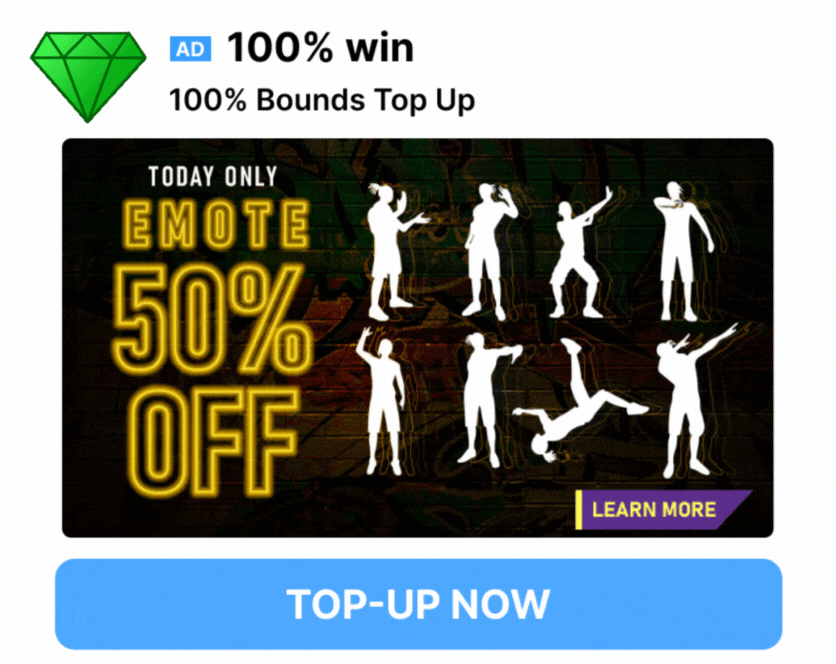 AD 100% win
100% Bounds Top Up
TODAY ONLY
EMOTE
50%
OFF
LEARN MORE
TOP-UP NOW